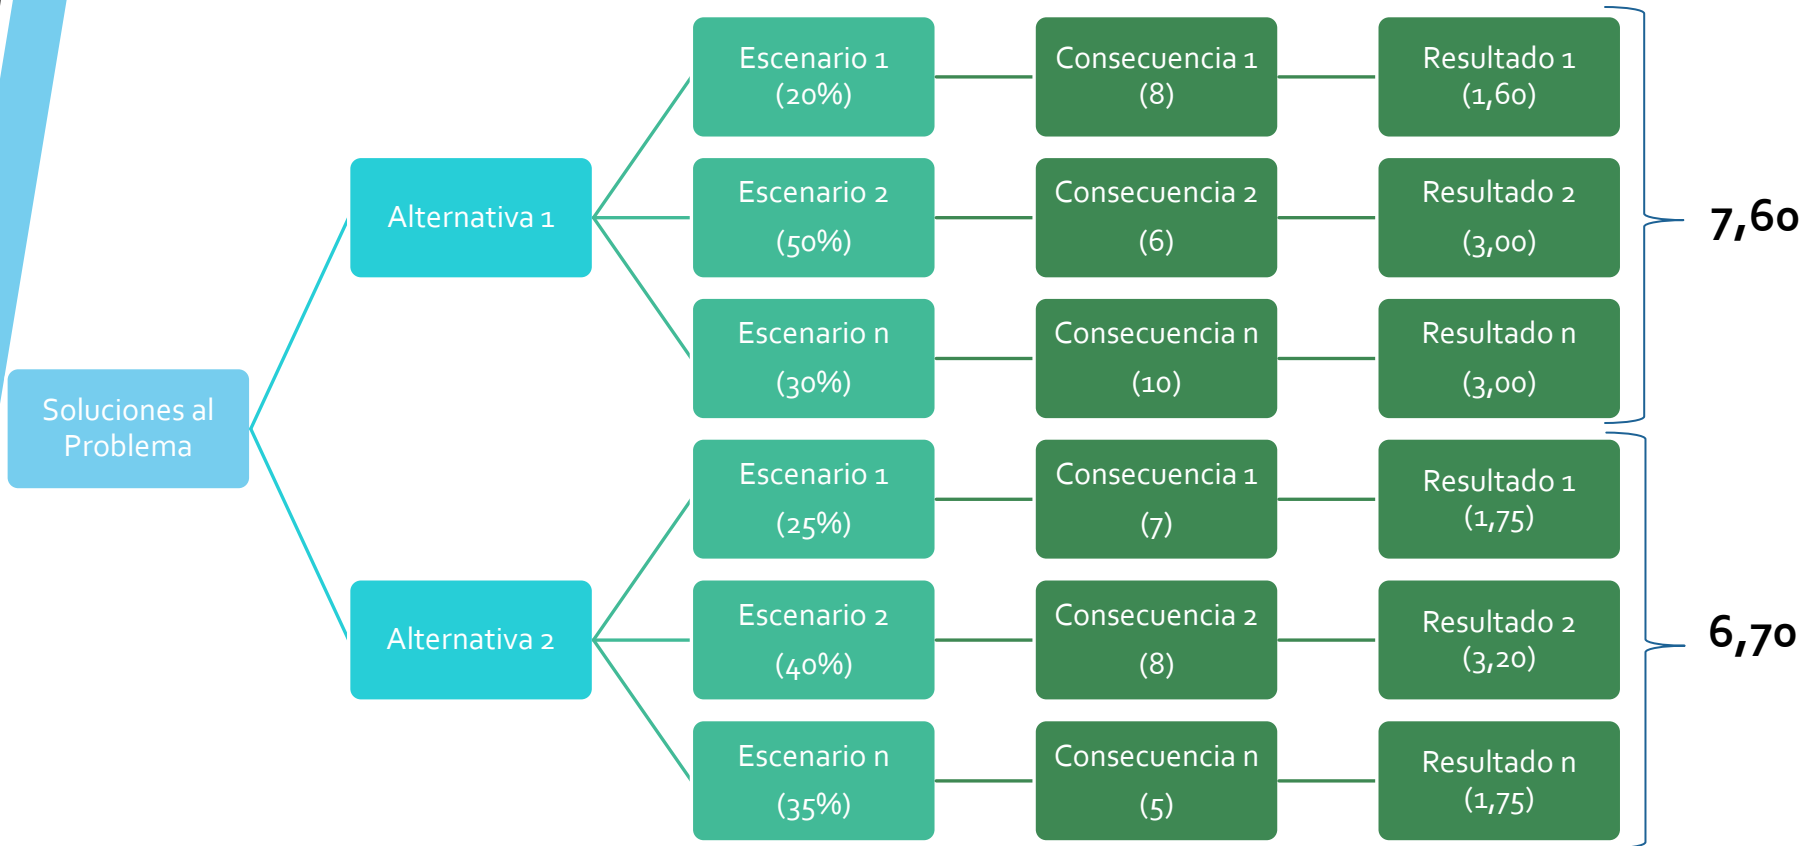 Soluciones al
Problema
Alternativa 1
Escenario 1
(20%)
Consecuencia 1
(8)
Resultado 1
(1,60)
Escenario 2
(50%)
Consecuencia 2
(6)
Resultado 2
(3,00)
Escenario n
(30%)
Consecuencia n
(10)
Resultado n
(3,00)
7,60
Alternativa 2
Escenario 1
(25%)
Consecuencia 1
(7)
Resultado 1
(1,75)
Escenario 2
(40%)
Consecuencia 2
(8)
Resultado 2
(3,20)
Escenario n
(35%)
Consecuencia n
(5)
Resultado n
(1,75)
6,70